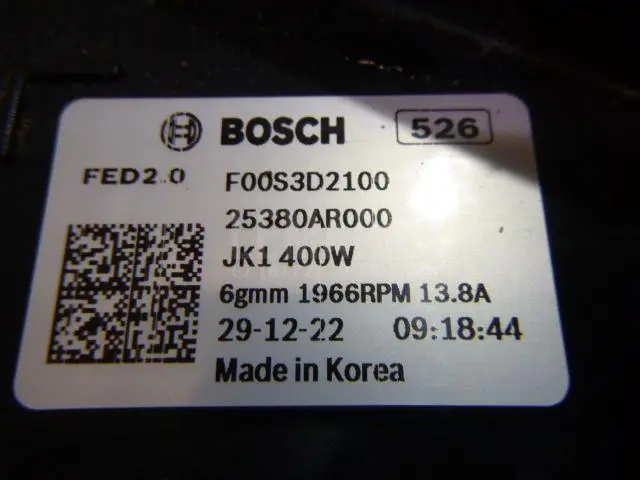 BOSCH 526
FED2.0 F00S3D2100
25380AR000
JK1 400W
6gmm 1966RPM 13.8A
29-12-22 09:18:44
Made in Korea